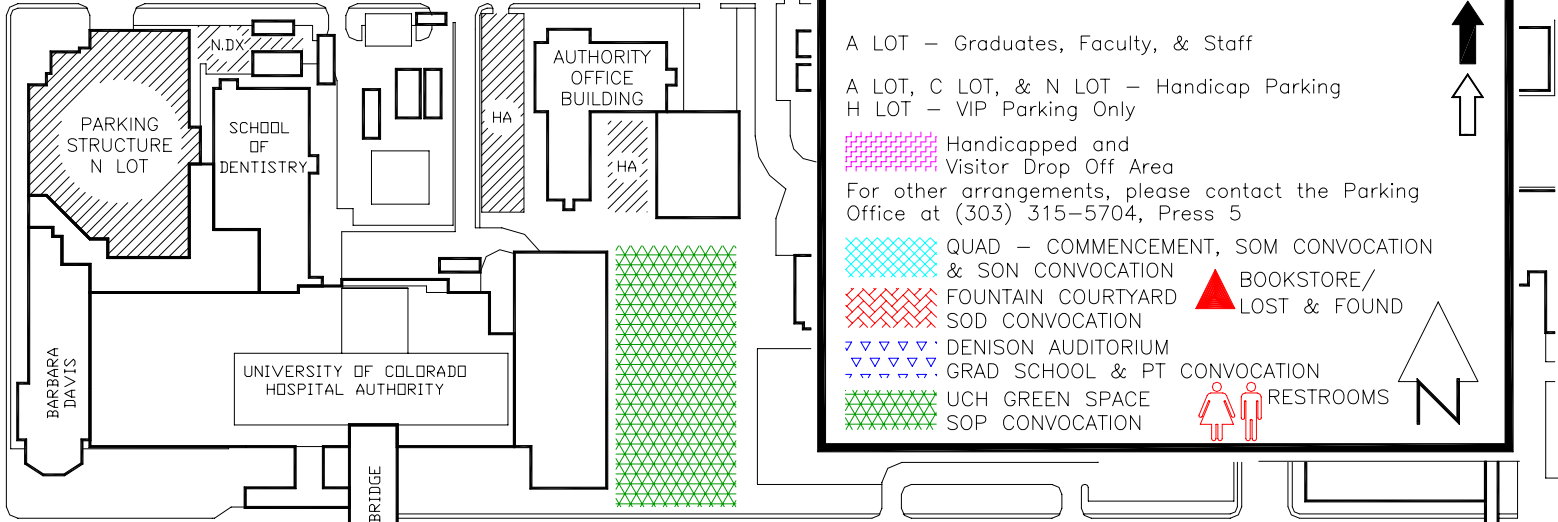 N.DX
PARKING
STRUCTURE
N LOT
SCHOOL
OF
DENTISTRY
HA
AUTHORITY
OFFICE
BUILDING
HA
BARBARA
DAVIS
UNIVERSITY OF COLORADO
HOSPITAL AUTHORITY
BRIDGE
A LOT – Graduates, Faculty, & Staff
A LOT, C LOT, & N LOT – Handicap Parking
H LOT – VIP Parking Only
Handicapped and
Visitor Drop Off Area
For other arrangements, please contact the Parking
Office at (303) 315–5704, Press 5
QUAD – COMMENCEMENT, SOM CONVOCATION
& SON CONVOCATION
BOOKSTORE/
LOST & FOUND
FOUNTAIN COURTYARD
SOD CONVOCATION
DENISON AUDITORIUM
GRAD SCHOOL & PT CONVOCATION
UCH GREEN SPACE
SOP CONVOCATION
RESTROOMS
N